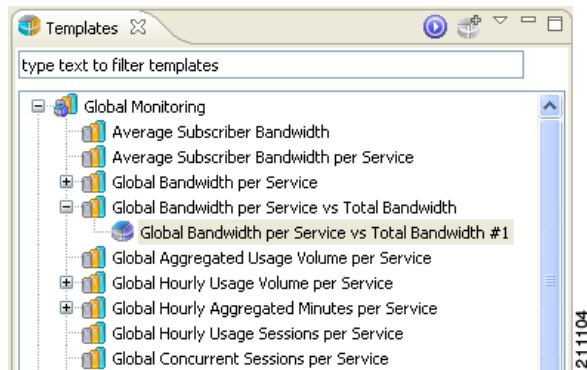 Templates
type text to filter templates
Global Monitoring
Average Subscriber Bandwidth
Average Subscriber Bandwidth per Service
Global Bandwidth per Service
Global Bandwidth per Service vs Total Bandwidth
Global Bandwidth per Service vs Total Bandwidth #1
Global Aggregated Usage Volume per Service
Global Hourly Usage Volume per Service
Global Hourly Aggregated Minutes per Service
Global Hourly Usage Sessions per Service
Global Concurrent Sessions per Service
211104